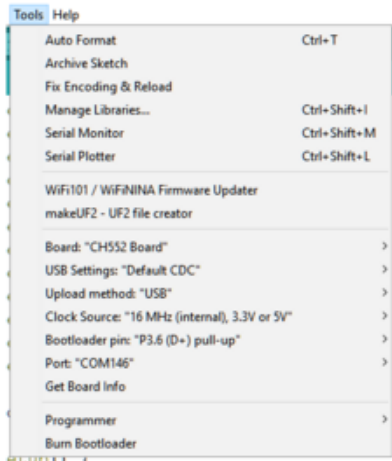 Tools Help
Auto Format Ctrl+T
Archive Sketch
Fix Encoding & Reload
Manage Libraries... Ctrl+Shift+I
Serial Monitor Ctrl+Shift+M
Serial Plotter Ctrl+Shift+L
WiFi101 / WiFiNINA Firmware Updater
makeUF2 - UF2 file creator
Board: "CH552 Board"
USB Settings: "Default CDC"
Upload method: "USB"
Clock Source: "16 MHz (internal), 3.3V or 5V"
Bootloader pin: "P3.6 (D+) pull-up"
Port: "COM146"
Get Board Info
Programmer
Burn Bootloader